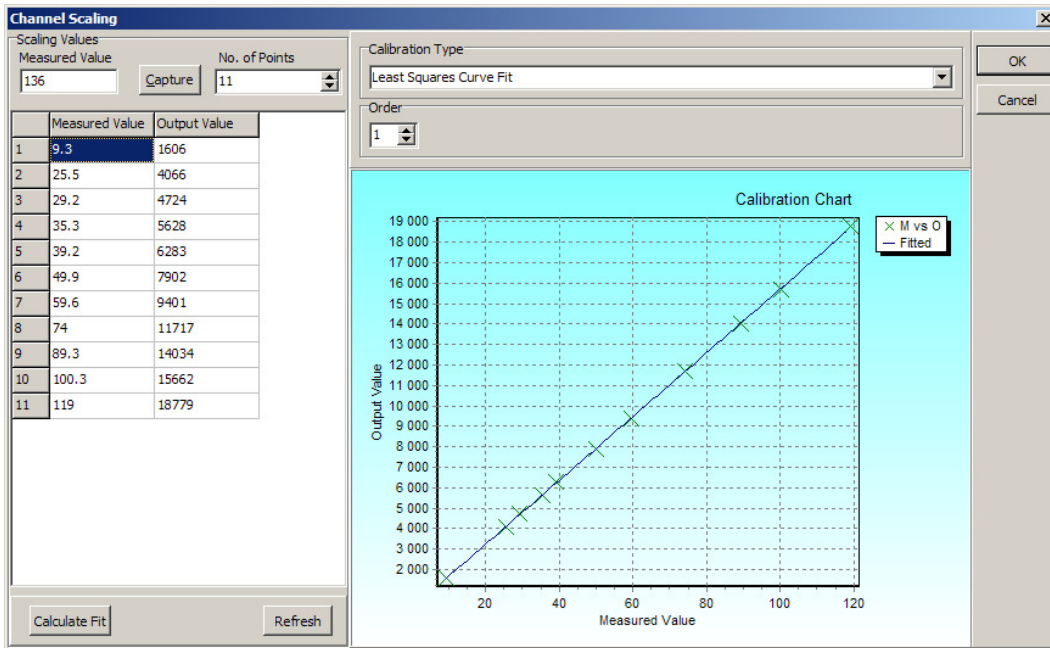 Channel Scaling
Scaling Values
Measured Value No. of Points
136 Capture 11
Measured Value Output Value
1 9.3 1606
2 25.5 4066
3 29.2 4724
4 35.3 5628
5 39.2 6283
6 49.9 7902
7 59.6 9401
8 74 11717
9 89.3 14034
10 100.3 15662
11 119 18779
Calculate Fit Refresh
Calibration Type
Least Squares Curve Fit
Order
1
Calibration Chart
19 000
18 000
17 000
16 000
15 000
14 000
13 000
12 000
11 000
10 000
9 000
8 000
7 000
6 000
5 000
4 000
3 000
2 000
Output Value
20 40 60 80 100 120
Measured Value
M vs O
Fitted
OK
Cancel